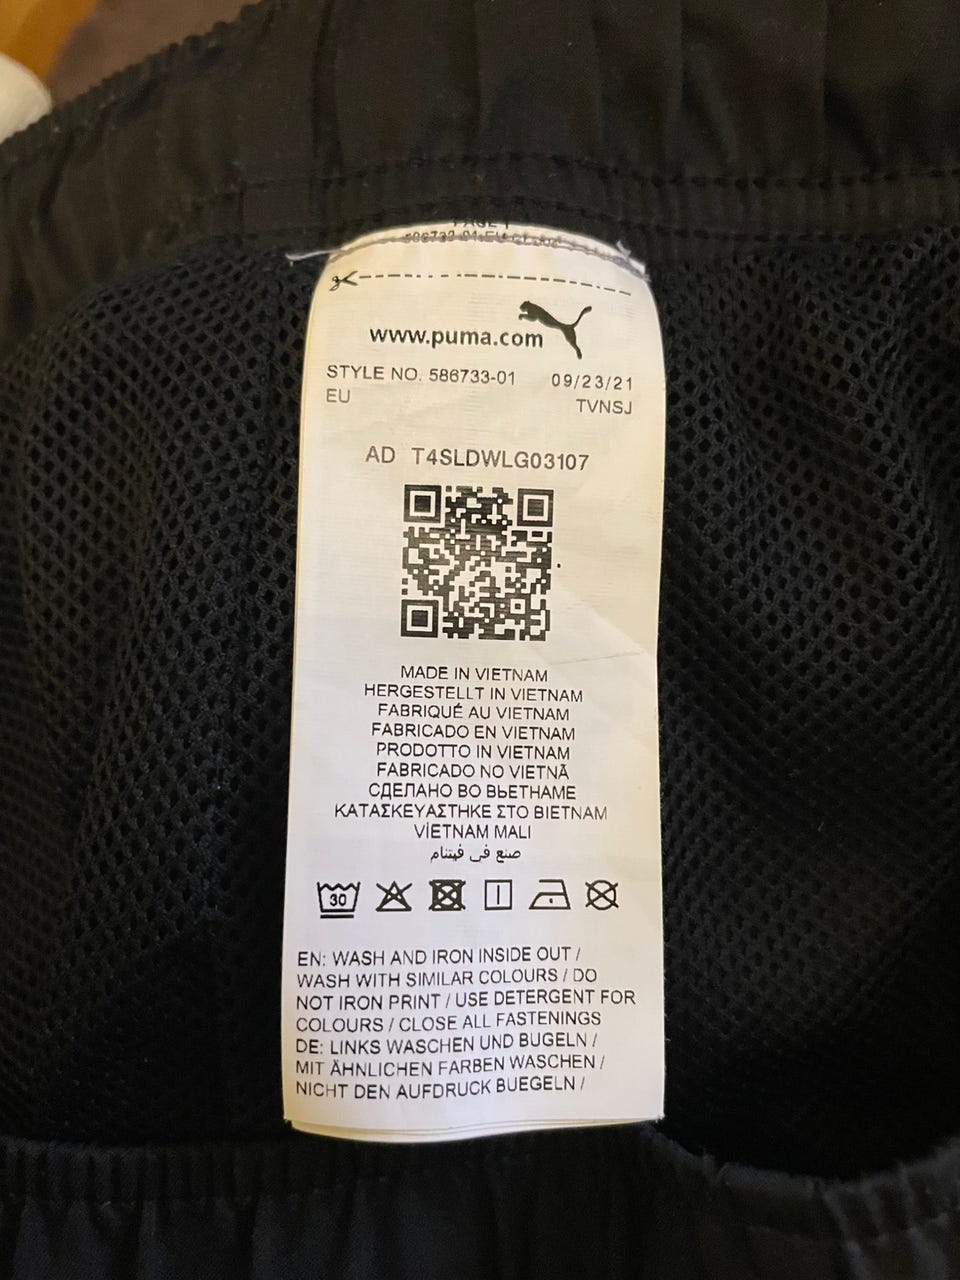 PAGE 1
www.puma.com
STYLE NO. 586733-01 09/23/21
EU TVNSJ
AD T4SLDWLG03107
MADE IN VIETNAM
HERGESTELLT IN VIETNAM
FABRIQUÉ AU VIETNAM
FABRICADO EN VIETNAM
PRODOTTO IN VIETNAM
FABRICADO NO VIETNÃ
СДЕЛАНО ВО ВЬЕТНАМЕ
ΚΑΤΑΣΚΕΥΑΣΤΗΚΕ ΣΤΟ ΒΙΕΤΝΑΜ
VİETNAM MALI
صنع في فيتنام
30
EN: WASH AND IRON INSIDE OUT /
WASH WITH SIMILAR COLOURS / DO
NOT IRON PRINT / USE DETERGENT FOR
COLOURS / CLOSE ALL FASTENINGS
DE: LINKS WASCHEN UND BUGELN /
MIT ÄHNLICHEN FARBEN WASCHEN /
NICHT DEN AUFDRUCK BUEGELN /